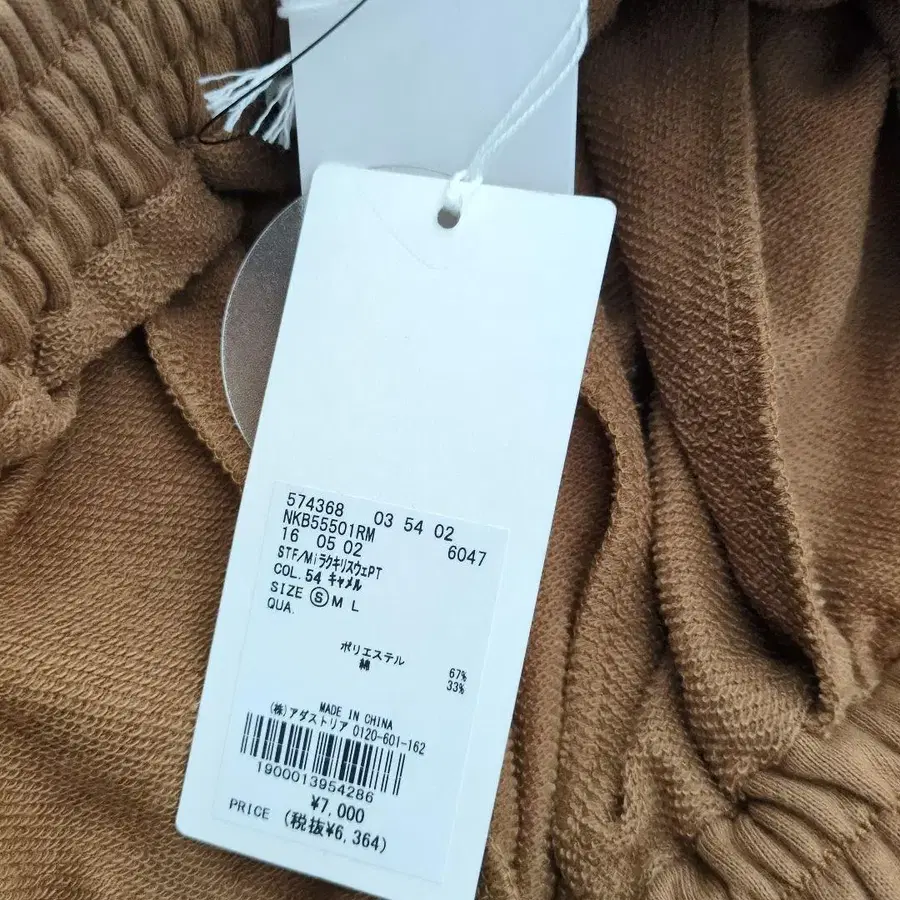 574368 03 54 02
NKB55501RM
16 05 02 6047
STF/MiラクキリスウェPT
COL.54 キャメル
SIZE Ⓢ M L
QUA.
ポリエステル 67%
綿 33%
MADE IN CHINA
(株)アダストリア 0120-601-162
1900013954286
¥7,000
PRICE (税抜¥6,364)